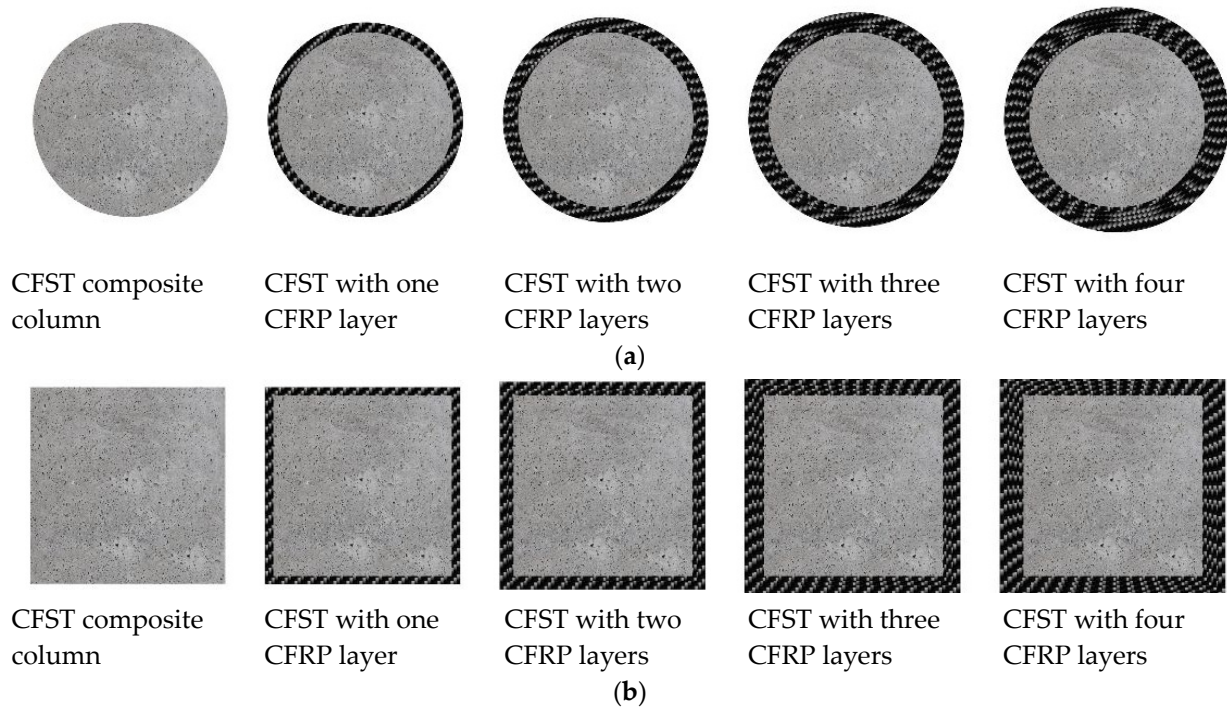 CFST composite column
CFST with one CFRP layer
CFST with two CFRP layers
CFST with three CFRP layers
CFST with four CFRP layers
(a)
CFST composite column
CFST with one CFRP layer
CFST with two CFRP layers
CFST with three CFRP layers
CFST with four CFRP layers
(b)